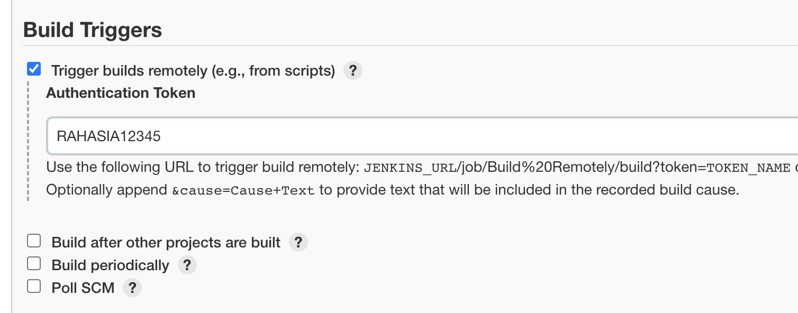 Build Triggers
Trigger builds remotely (e.g., from scripts) ?
Authentication Token
RAHASIA12345
Use the following URL to trigger build remotely: JENKINS_URL/job/Build%20Remotely/build?token=TOKEN_NAME
Optionally append &cause=Cause+Text to provide text that will be included in the recorded build cause.
Build after other projects are built ?
Build periodically ?
Poll SCM ?